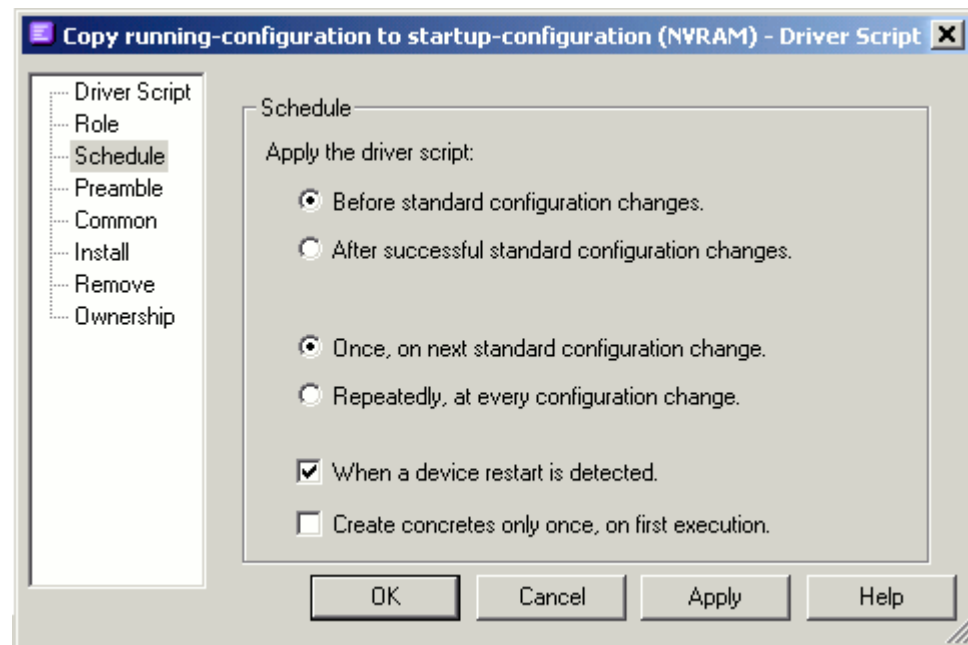 Copy running-configuration to startup-configuration (NVRAM) - Driver Script
Driver Script
Role
Schedule
Preamble
Common
Install
Remove
Ownership
Schedule
Apply the driver script:
Before standard configuration changes.
After successful standard configuration changes.
Once, on next standard configuration change.
Repeatedly, at every configuration change.
When a device restart is detected.
Create concretes only once, on first execution.
OK Cancel Apply Help